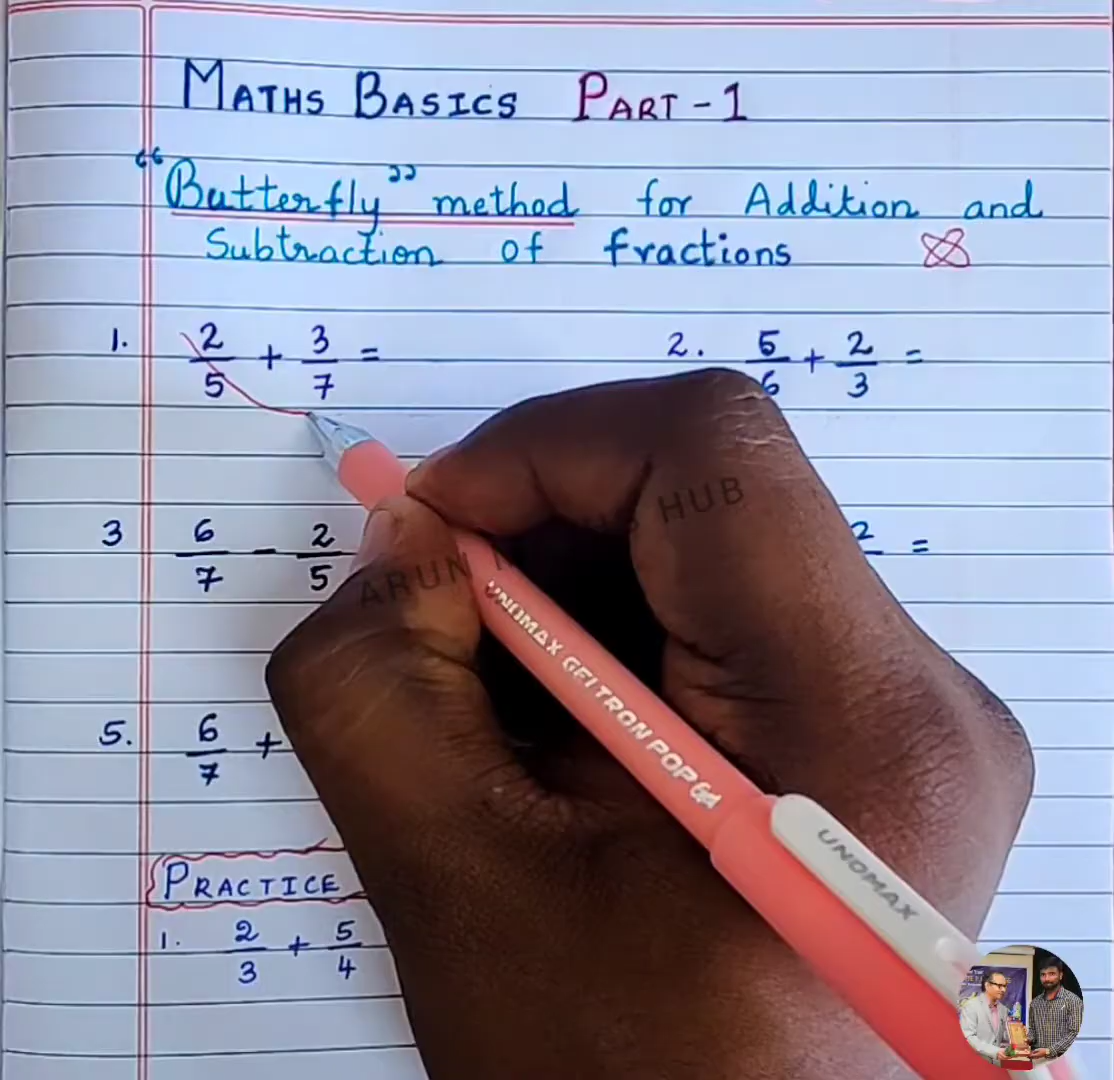 MATHS BASICS PART-1
“Butterfly” method for Addition and
Subtraction of fractions
1. 2/5 + 3/7 =
2. 5/6 + 2/3 =
3 6/7 - 2/5
2 =
5. 6/7 +
PRACTICE
1. 2/3 + 5/4
ARUN HUB
UNOMAX GELTRON POP
UNOMAX